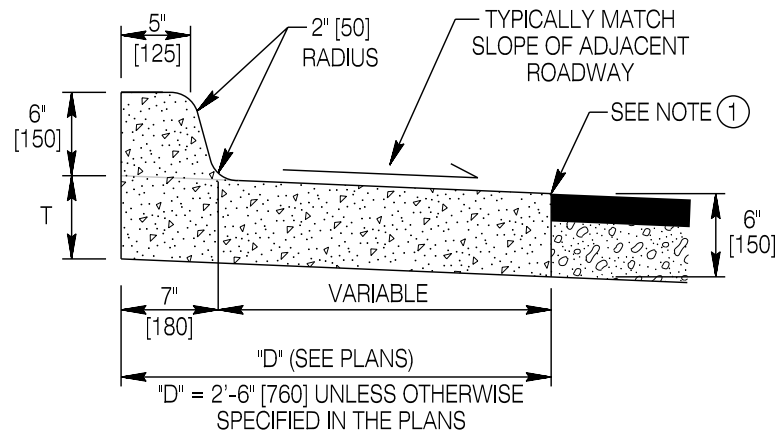 5"
[125]
2" [50]
RADIUS
TYPICALLY MATCH
SLOPE OF ADJACENT
ROADWAY
6"
[150]
SEE NOTE 1
T
6"
[150]
7"
[180]
VARIABLE
"D" (SEE PLANS)
"D" = 2'-6" [760] UNLESS OTHERWISE
SPECIFIED IN THE PLANS